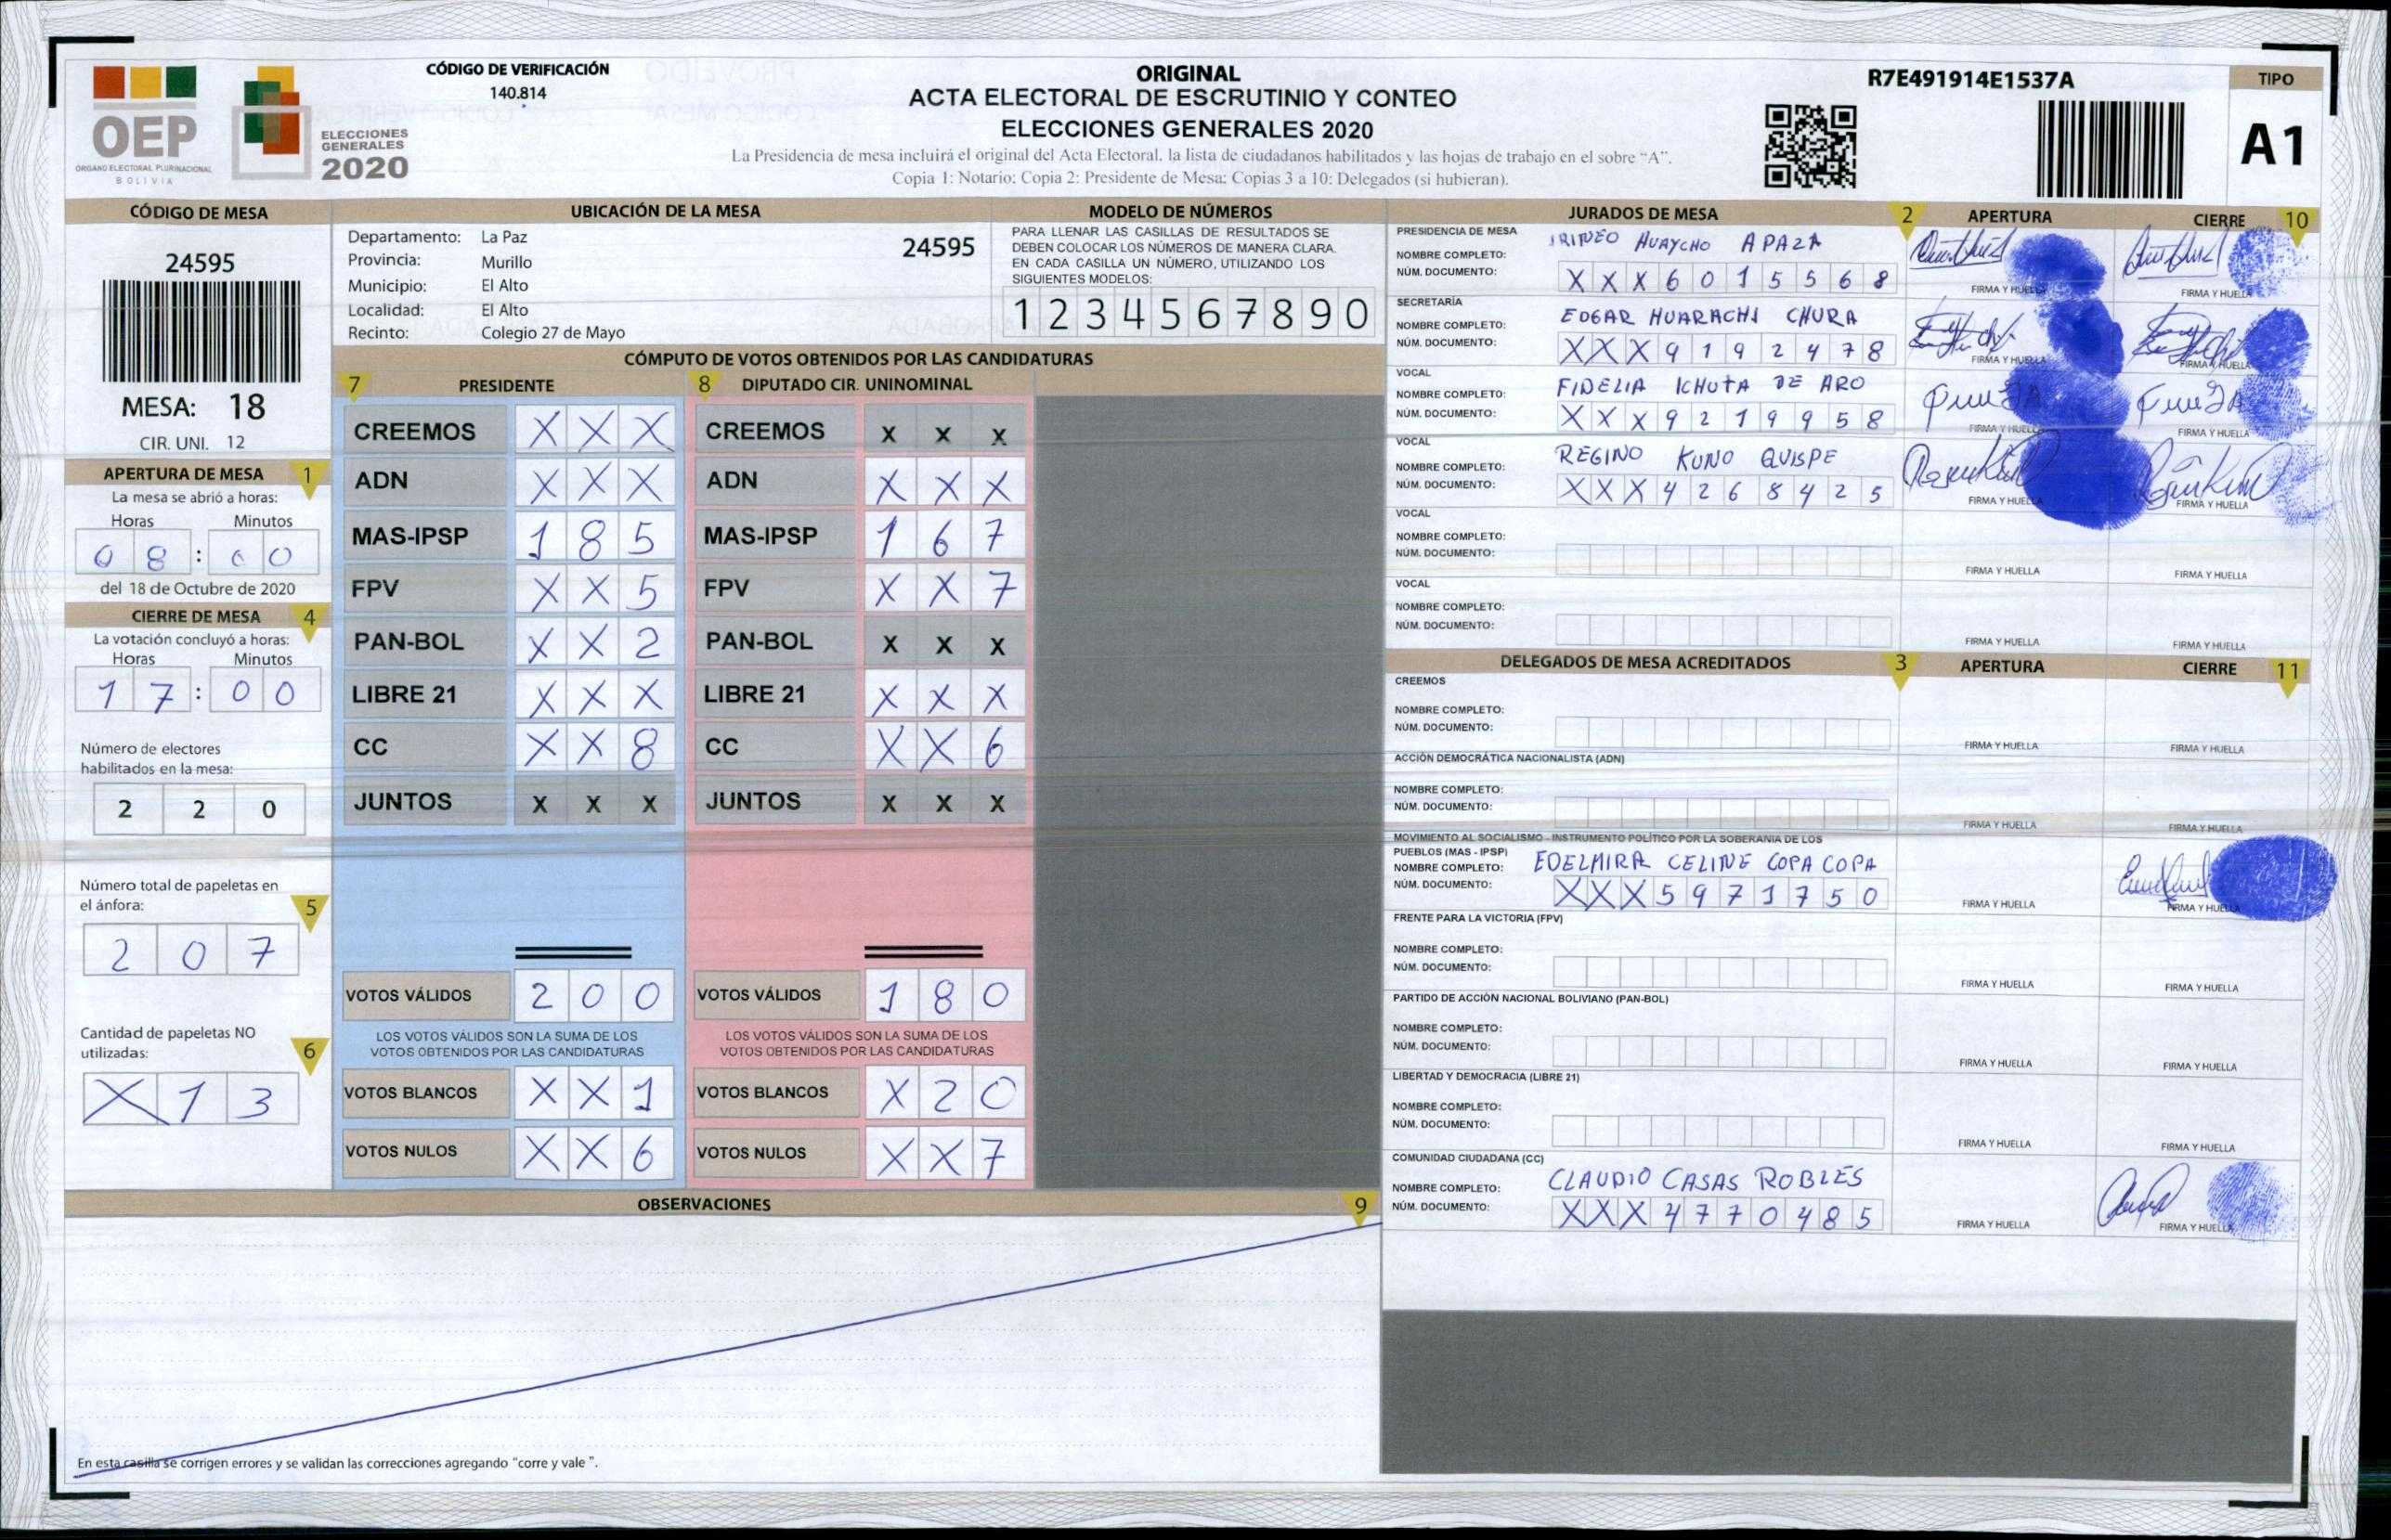 OEP
ORGANO ELECTORAL PLURINACIONAL
BOLIVIA
ELECCIONES
GENERALES
2020
CÓDIGO DE VERIFICACIÓN
140.814
ORIGINAL
ACTA ELECTORAL DE ESCRUTINIO Y CONTEO
ELECCIONES GENERALES 2020
La Presidencia de mesa incluirá el original del Acta Electoral, la lista de ciudadanos habilitados y las hojas de trabajo en el sobre “A”.
Copia 1: Notario; Copia 2: Presidente de Mesa; Copias 3 a 10: Delegados (si hubieran).
R7E491914E1537A
TIPO
A1
CÓDIGO DE MESA
24595
MESA: 18
CIR. UNI. 12
APERTURA DE MESA 1
La mesa se abrió a horas:
Horas Minutos
0 8 : 0 0
del 18 de Octubre de 2020
CIERRE DE MESA 4
La votación concluyó a horas:
Horas Minutos
1 7 : 0 0
Número de electores
habilitados en la mesa:
2 2 0
Número total de papeletas en
el ánfora: 5
2 0 7
Cantidad de papeletas NO
utilizadas: 6
X 1 3
UBICACIÓN DE LA MESA
Departamento: La Paz 24595
Provincia: Murillo
Municipio: El Alto
Localidad: El Alto
Recinto: Colegio 27 de Mayo
MODELO DE NÚMEROS
PARA LLENAR LAS CASILLAS DE RESULTADOS SE
DEBEN COLOCAR LOS NÚMEROS DE MANERA CLARA.
EN CADA CASILLA UN NÚMERO, UTILIZANDO LOS
SIGUIENTES MODELOS:
1 2 3 4 5 6 7 8 9 0
CÓMPUTO DE VOTOS OBTENIDOS POR LAS CANDIDATURAS
7 PRESIDENTE 8 DIPUTADO CIR. UNINOMINAL
CREEMOS X X X CREEMOS X X X
ADN X X X ADN X X X
MAS-IPSP 1 8 5 MAS-IPSP 1 6 7
FPV X X 5 FPV X X 7
PAN-BOL X X 2 PAN-BOL X X X
LIBRE 21 X X X LIBRE 21 X X X
CC X X 8 CC X X 6
JUNTOS X X X JUNTOS X X X
VOTOS VÁLIDOS 2 0 0 VOTOS VÁLIDOS 1 8 0
LOS VOTOS VÁLIDOS SON LA SUMA DE LOS LOS VOTOS VÁLIDOS SON LA SUMA DE LOS
VOTOS OBTENIDOS POR LAS CANDIDATURAS VOTOS OBTENIDOS POR LAS CANDIDATURAS
VOTOS BLANCOS X X 1 VOTOS BLANCOS X 2 0
VOTOS NULOS X X 6 VOTOS NULOS X X 7
OBSERVACIONES 9
En esta casilla se corrigen errores y se validan las correcciones agregando “corre y vale ”.
JURADOS DE MESA 2 APERTURA CIERRE 10
PRESIDENCIA DE MESA
NOMBRE COMPLETO: IRINEO HUAYCHO APAZA
NÚM. DOCUMENTO: X X X 6 0 1 5 5 6 8
FIRMA Y HUELLA FIRMA Y HUELLA
SECRETARÍA
NOMBRE COMPLETO: EDGAR HUARACHI CHURA
NÚM. DOCUMENTO: X X X 9 1 9 2 4 7 8
FIRMA Y HUELLA FIRMA Y HUELLA
VOCAL
NOMBRE COMPLETO: FIDELIA ICHUTA DE ARO
NÚM. DOCUMENTO: X X X 9 2 1 9 9 5 8
FIRMA Y HUELLA FIRMA Y HUELLA
VOCAL
NOMBRE COMPLETO: REGINO KUNO QUISPE
NÚM. DOCUMENTO: X X X 4 2 6 8 4 2 5
FIRMA Y HUELLA FIRMA Y HUELLA
VOCAL
NOMBRE COMPLETO:
NÚM. DOCUMENTO:
FIRMA Y HUELLA FIRMA Y HUELLA
VOCAL
NOMBRE COMPLETO:
NÚM. DOCUMENTO:
FIRMA Y HUELLA FIRMA Y HUELLA
DELEGADOS DE MESA ACREDITADOS 3 APERTURA CIERRE 11
CREEMOS
NOMBRE COMPLETO:
NÚM. DOCUMENTO:
FIRMA Y HUELLA FIRMA Y HUELLA
ACCIÓN DEMOCRÁTICA NACIONALISTA (ADN)
NOMBRE COMPLETO:
NÚM. DOCUMENTO:
FIRMA Y HUELLA FIRMA Y HUELLA
MOVIMIENTO AL SOCIALISMO - INSTRUMENTO POLÍTICO POR LA SOBERANÍA DE LOS
PUEBLOS (MAS - IPSP)
NOMBRE COMPLETO: EDELMIRA CELINE COPA COPA
NÚM. DOCUMENTO: X X X 5 9 7 1 7 5 0
FIRMA Y HUELLA FIRMA Y HUELLA
FRENTE PARA LA VICTORIA (FPV)
NOMBRE COMPLETO:
NÚM. DOCUMENTO:
FIRMA Y HUELLA FIRMA Y HUELLA
PARTIDO DE ACCIÓN NACIONAL BOLIVIANO (PAN-BOL)
NOMBRE COMPLETO:
NÚM. DOCUMENTO:
FIRMA Y HUELLA FIRMA Y HUELLA
LIBERTAD Y DEMOCRACIA (LIBRE 21)
NOMBRE COMPLETO:
NÚM. DOCUMENTO:
FIRMA Y HUELLA FIRMA Y HUELLA
COMUNIDAD CIUDADANA (CC)
NOMBRE COMPLETO: CLAUDIO CASAS ROBLES
NÚM. DOCUMENTO: X X X 4 7 7 0 4 8 5
FIRMA Y HUELLA FIRMA Y HUELLA